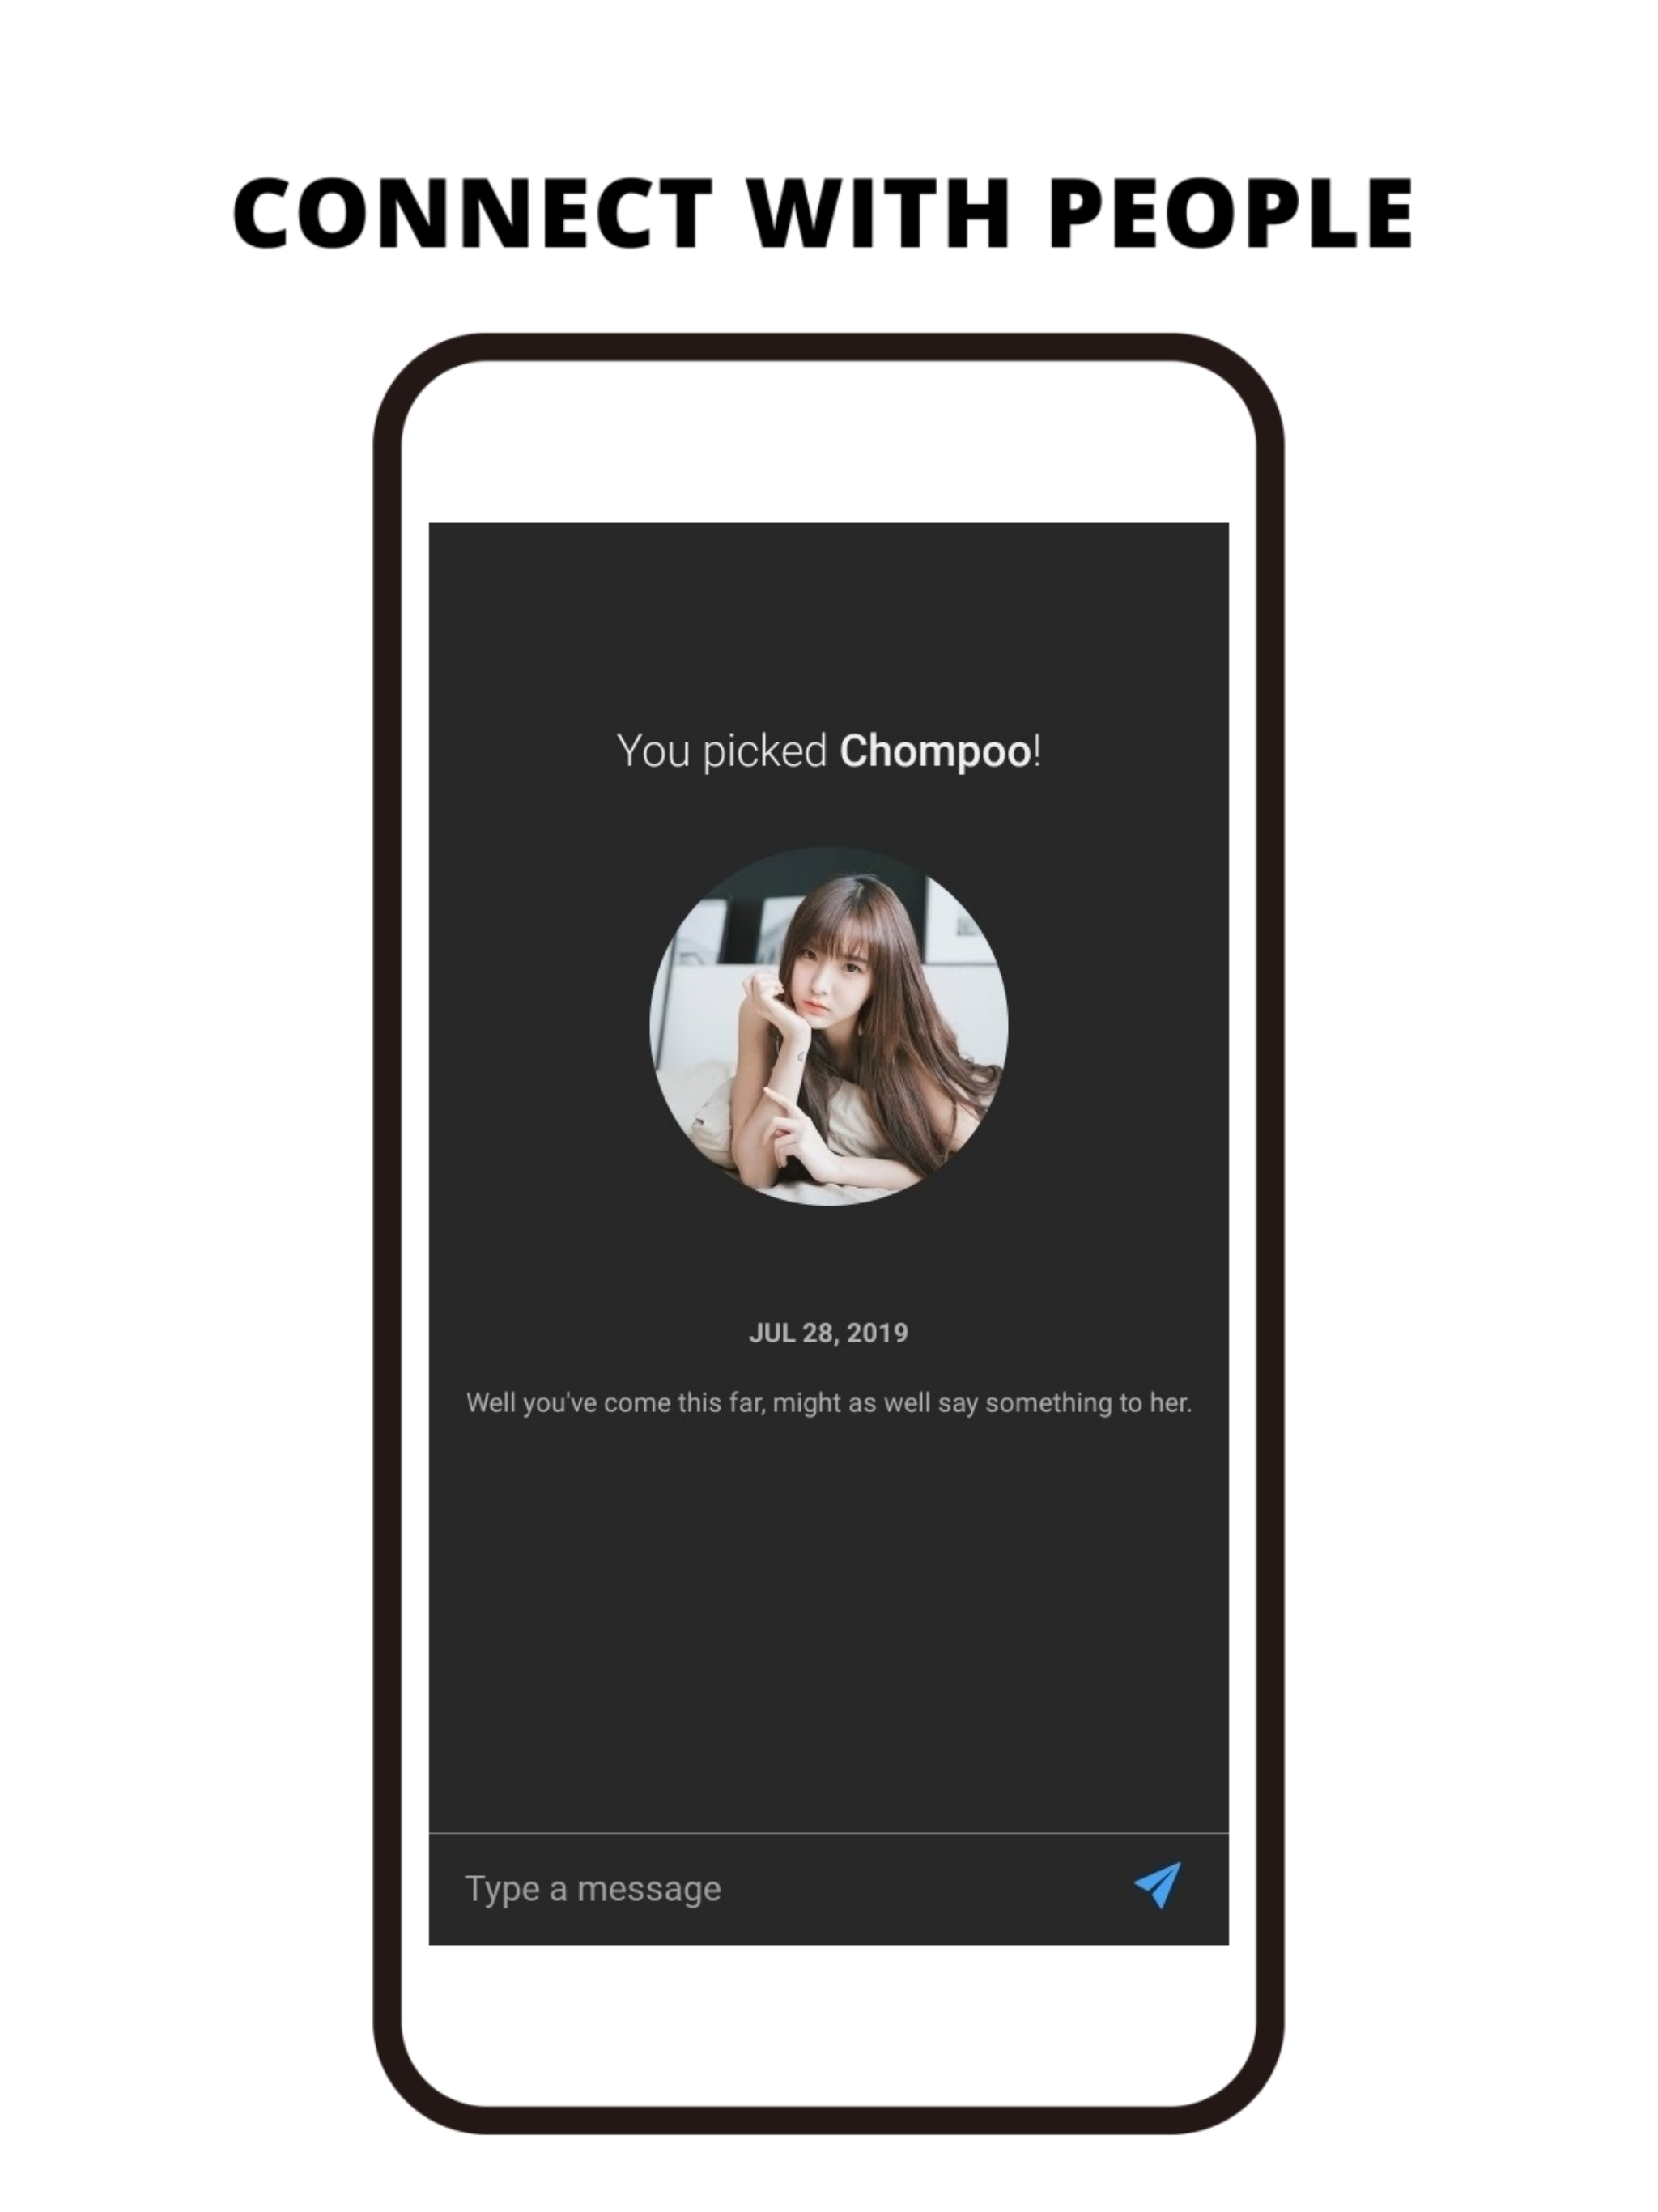 CONNECT WITH PEOPLE
You picked Chompoo!
JUL 28, 2019
Well you've come this far, might as well say something to her.
Type a message